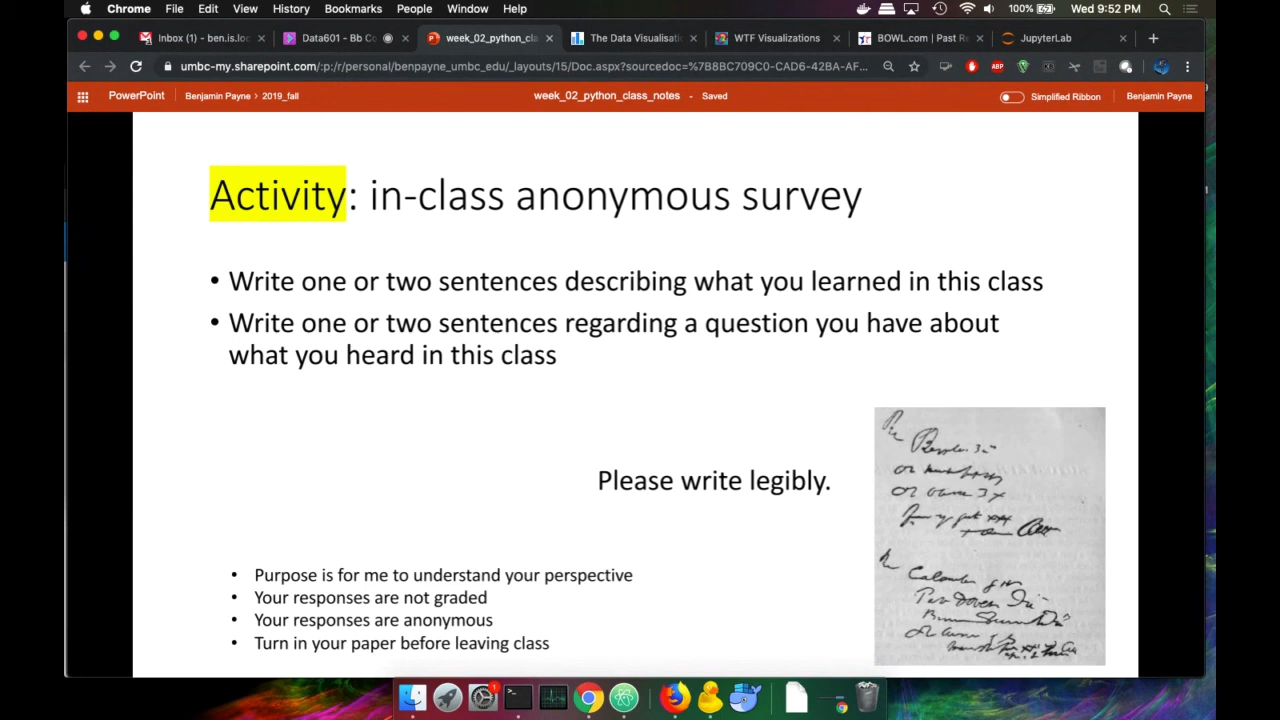 Chrome File Edit View History Bookmarks People Window Help 100% Wed 9:52 PM
Inbox (1) - ben.is.loc
Data601 - Bb Co
week_02_python_cla
The Data Visualisati
WTF Visualizations
BOWL.com | Past R
JupyterLab
umbc-my.sharepoint.com/:p:/r/personal/benpayne_umbc_edu/_layouts/15/Doc.aspx?sourcedoc=%7B8BC709C0-CAD6-42BA-AF...
ABP
PowerPoint Benjamin Payne > 2019_fall week_02_python_class_notes - Saved Simplified Ribbon Benjamin Payne
Activity: in-class anonymous survey
• Write one or two sentences describing what you learned in this class
• Write one or two sentences regarding a question you have about
what you heard in this class
Please write legibly.
• Purpose is for me to understand your perspective
• Your responses are not graded
• Your responses are anonymous
• Turn in your paper before leaving class
1